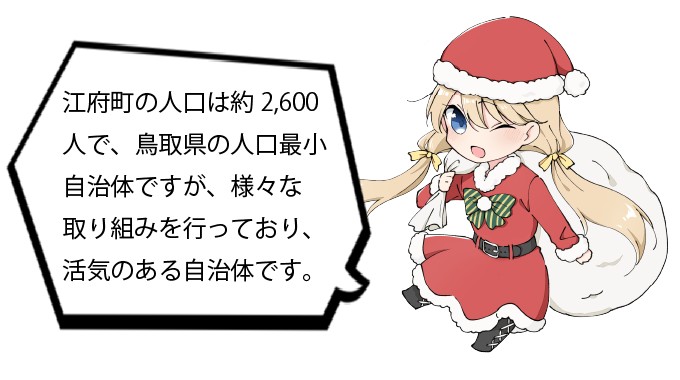 江府町の人口は約 2,600
人で、鳥取県の人口最小
自治体ですが、様々な
取り組みを行っており、
活気のある自治体です。